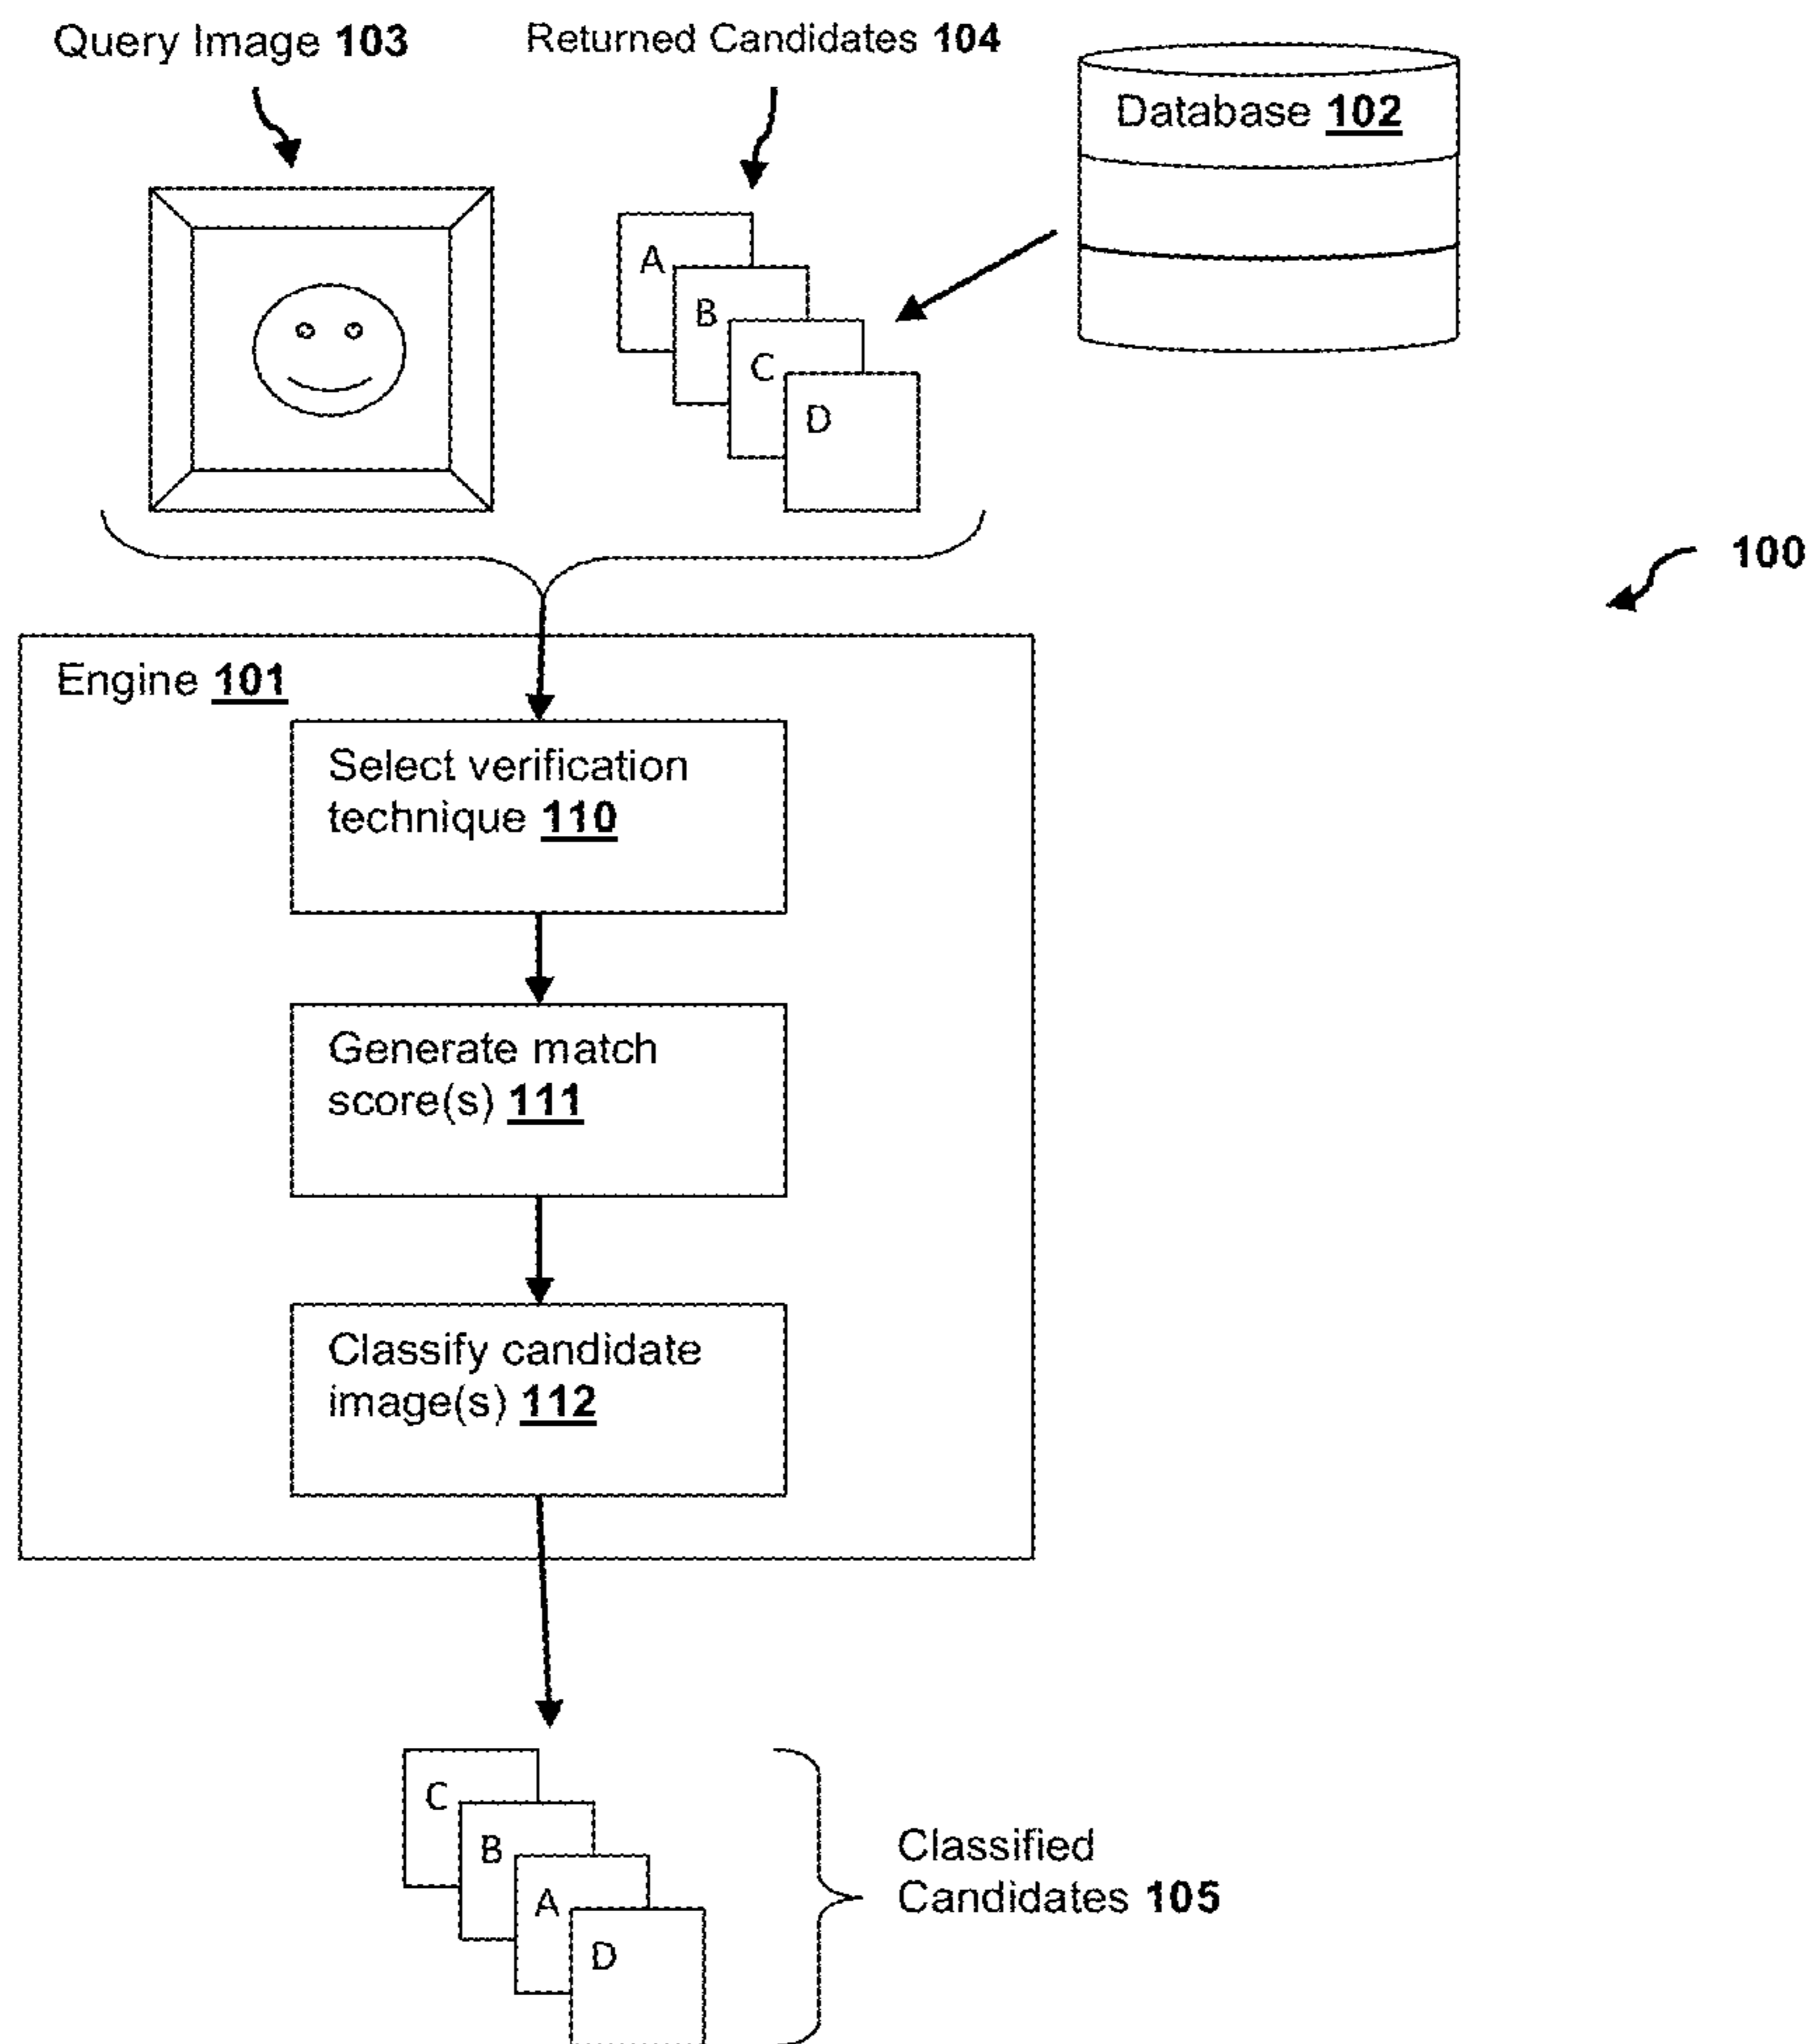 Query Image 103
Returned Candidates 104
Database 102
A
B
C
D
100
Engine 101
Select verification
technique 110
Generate match
score(s) 111
Classify candidate
image(s) 112
C
B
A
D
Classified
Candidates 105